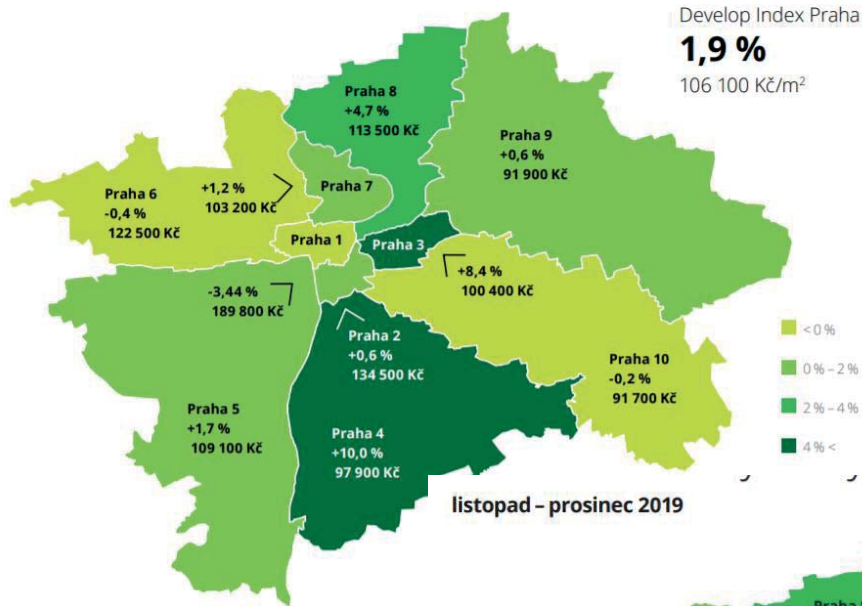 Develop Index Praha
1,9 %
106 100 Kč/m²
Praha 8
+4,7 %
113 500 Kč
Praha 9
+0,6 %
91 900 Kč
Praha 6
-0,4 %
122 500 Kč
+1,2 %
103 200 Kč
Praha 7
Praha 1
Praha 3
+8,4 %
100 400 Kč
-3,44 %
189 800 Kč
Praha 2
+0,6 %
134 500 Kč
Praha 10
-0,2 %
91 700 Kč
Praha 5
+1,7 %
109 100 Kč
Praha 4
+10,0 %
97 900 Kč
< 0 %
0 % – 2 %
2 % – 4 %
4 % <
listopad – prosinec 2019
Praha